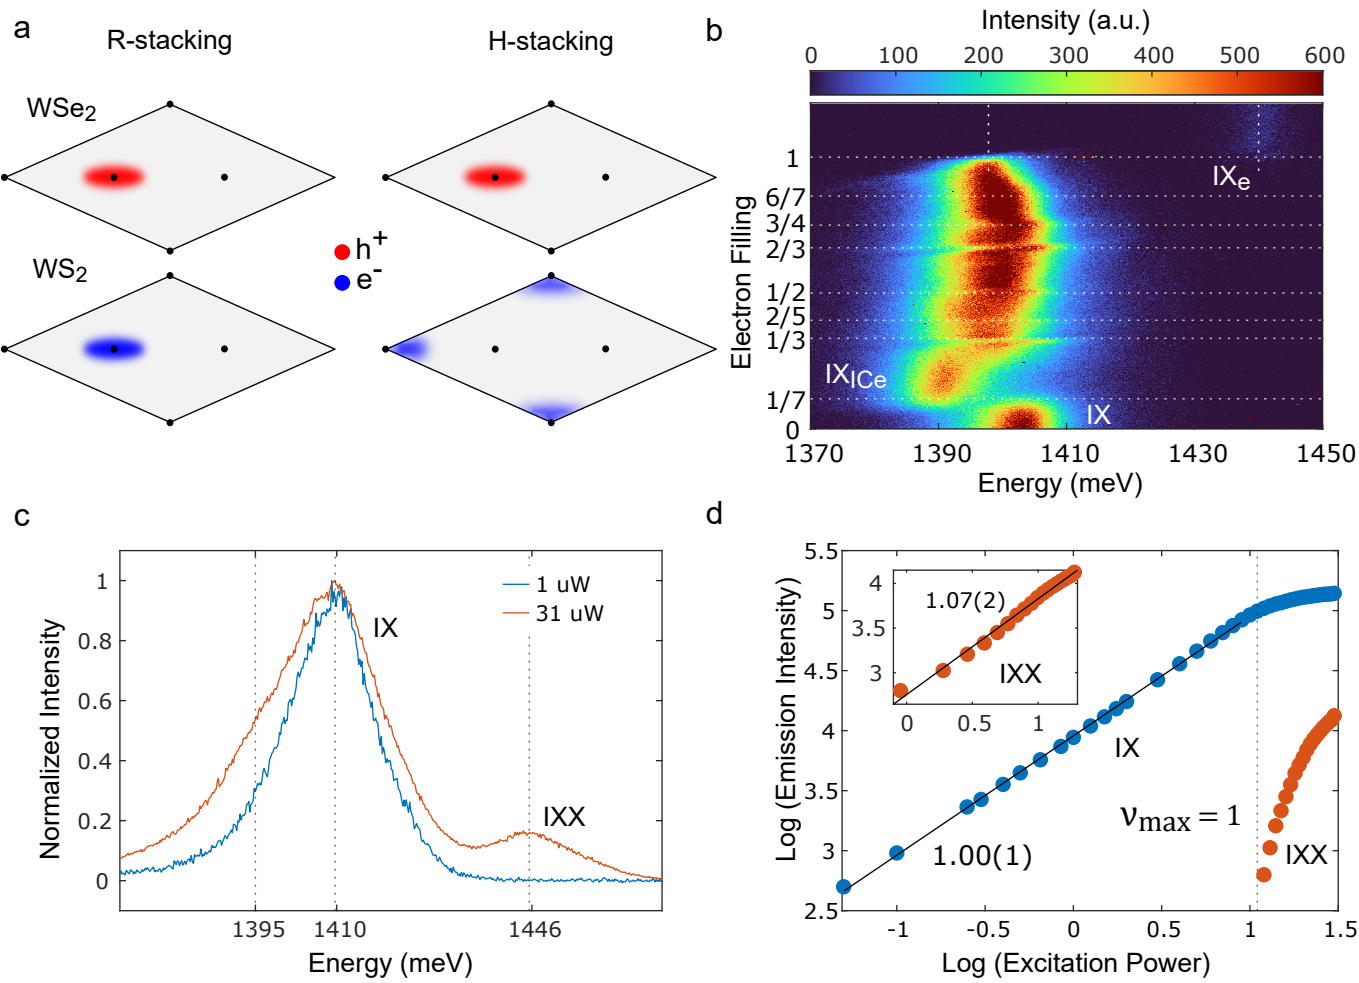 a
R-stacking
H-stacking
WSe2
WS2
h+
e-
b
Intensity (a.u.)
0 100 200 300 400 500 600
Electron Filling
1
6/7
3/4
2/3
1/2
2/5
1/3
1/7
0
IXe
IXICe
IX
1370 1390 1410 1430 1450
Energy (meV)
c
Normalized Intensity
1
0.8
0.6
0.4
0.2
0
1 uW
31 uW
IX
IXX
1395 1410 1446
Energy (meV)
d
Log (Emission Intensity)
5.5
5
4.5
4
3.5
3
2.5
4
3.5
3
1.07(2)
IXX
0 0.5 1
IX
νmax = 1
1.00(1)
IXX
-1 -0.5 0 0.5 1 1.5
Log (Excitation Power)